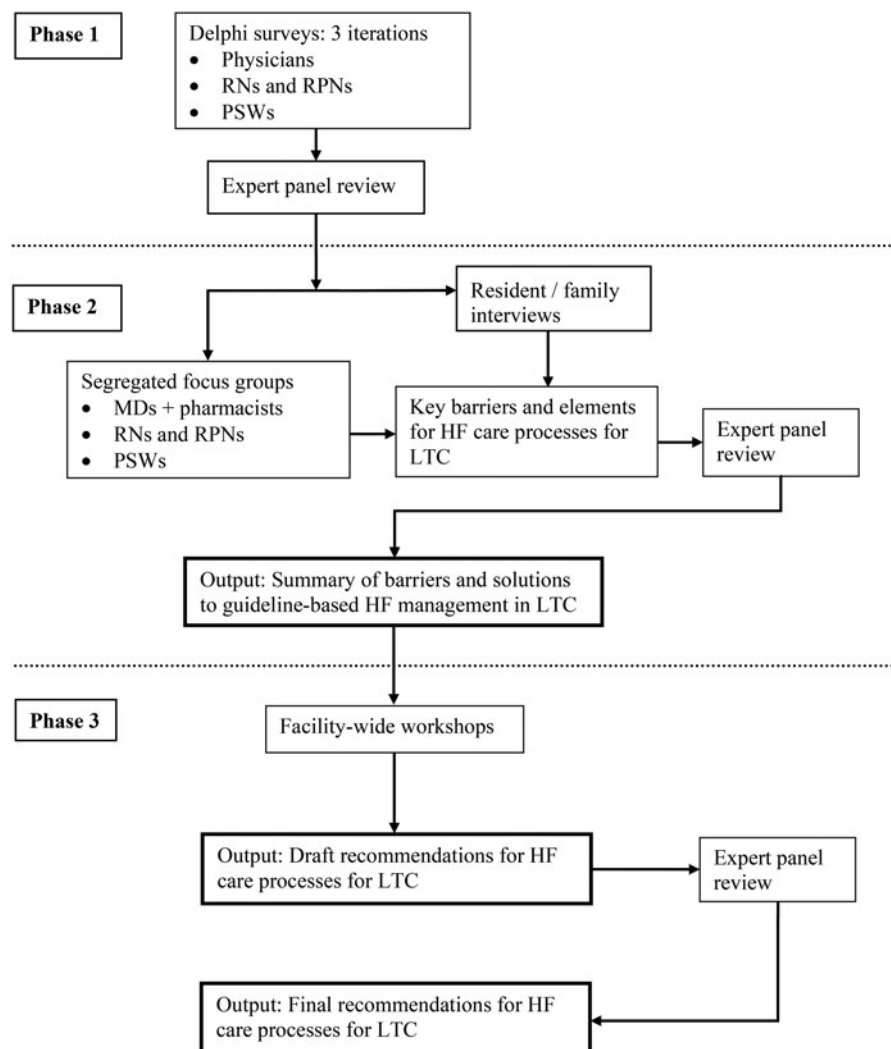 Phase 1
Delphi surveys: 3 iterations
• Physicians
• RNs and RPNs
• PSWs
Expert panel review
Phase 2
Resident / family
interviews
Segregated focus groups
• MDs + pharmacists
• RNs and RPNs
• PSWs
Key barriers and elements
for HF care processes for
LTC
Expert panel
review
Output: Summary of barriers and solutions
to guideline-based HF management in LTC
Phase 3
Facility-wide workshops
Output: Draft recommendations for HF
care processes for LTC
Expert panel
review
Output: Final recommendations for HF
care processes for LTC